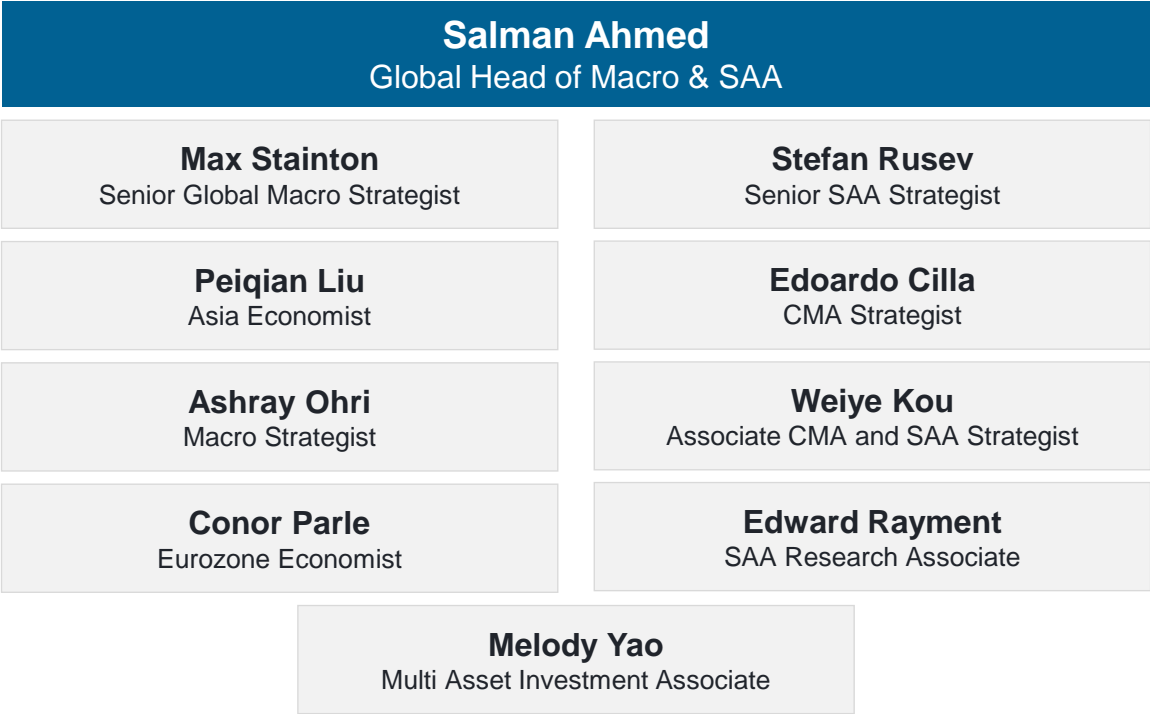 Salman Ahmed
Global Head of Macro & SAA
Max Stainton
Senior Global Macro Strategist
Stefan Rusev
Senior SAA Strategist
Peiqian Liu
Asia Economist
Edoardo Cilla
CMA Strategist
Ashray Ohri
Macro Strategist
Weiye Kou
Associate CMA and SAA Strategist
Conor Parle
Eurozone Economist
Edward Rayment
SAA Research Associate
Melody Yao
Multi Asset Investment Associate